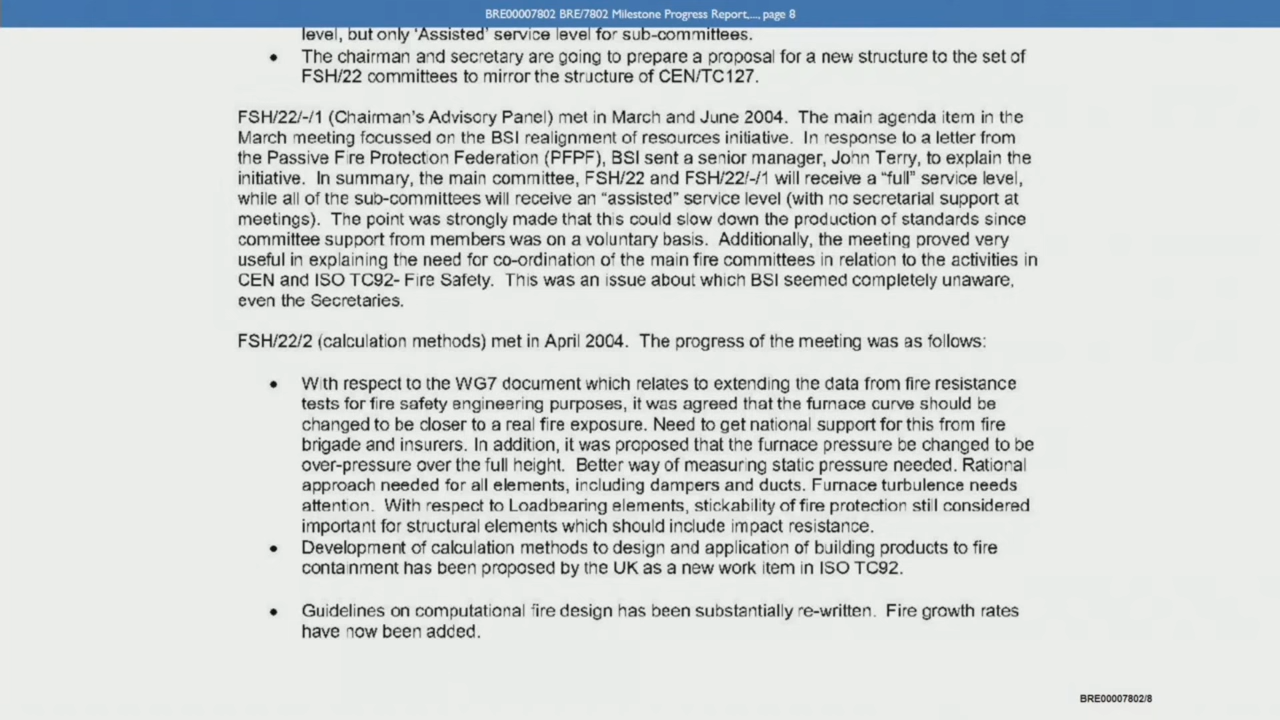 BRE00007802 BRE/7802 Milestone Progress Report,..., page 8
level, but only 'Assisted' service level for sub-committees.
• The chairman and secretary are going to prepare a proposal for a new structure to the set of
FSH/22 committees to mirror the structure of CEN/TC127.
FSH/22/-/1 (Chairman's Advisory Panel) met in March and June 2004. The main agenda item in the
March meeting focussed on the BSI realignment of resources initiative. In response to a letter from
the Passive Fire Protection Federation (PFPF), BSI sent a senior manager, John Terry, to explain the
initiative. In summary, the main committee, FSH/22 and FSH/22/-/1 will receive a "full" service level,
while all of the sub-committees will receive an "assisted" service level (with no secretarial support at
meetings). The point was strongly made that this could slow down the production of standards since
committee support from members was on a voluntary basis. Additionally, the meeting proved very
useful in explaining the need for co-ordination of the main fire committees in relation to the activities in
CEN and ISO TC92- Fire Safety. This was an issue about which BSI seemed completely unaware,
even the Secretaries.
FSH/22/2 (calculation methods) met in April 2004. The progress of the meeting was as follows:
• With respect to the WG7 document which relates to extending the data from fire resistance
tests for fire safety engineering purposes, it was agreed that the furnace curve should be
changed to be closer to a real fire exposure. Need to get national support for this from fire
brigade and insurers. In addition, it was proposed that the furnace pressure be changed to be
over-pressure over the full height. Better way of measuring static pressure needed. Rational
approach needed for all elements, including dampers and ducts. Furnace turbulence needs
attention. With respect to Loadbearing elements, stickability of fire protection still considered
important for structural elements which should include impact resistance.
• Development of calculation methods to design and application of building products to fire
containment has been proposed by the UK as a new work item in ISO TC92.
• Guidelines on computational fire design has been substantially re-written. Fire growth rates
have now been added.
BRE00007802/8